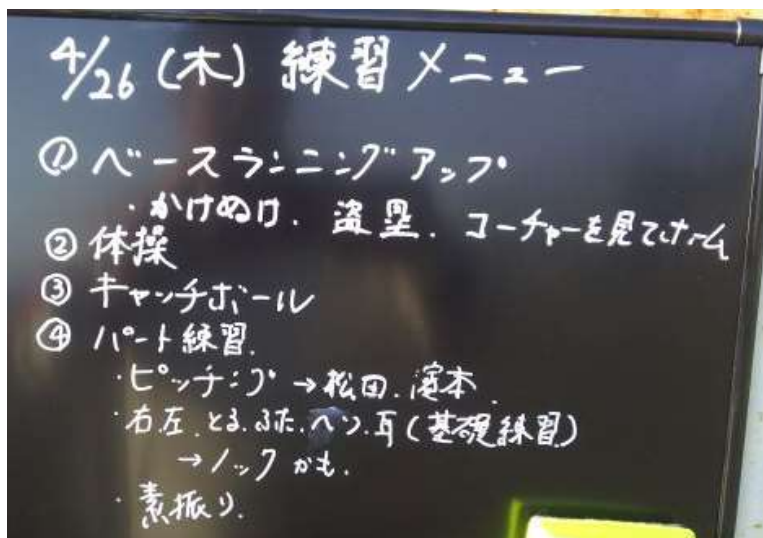 4/26 (木) 練習メニュー
① ベースランニングアップ
・かけぬけ. 盗塁. コーチャーを見てホーム
② 体操
③ キャッチボール
④ パート練習.
・ピッチング → 松田. 濱本.
・右左. とる. ふた. ヘソ. 耳 (基礎練習)
→ ノックかも.
・素振り.